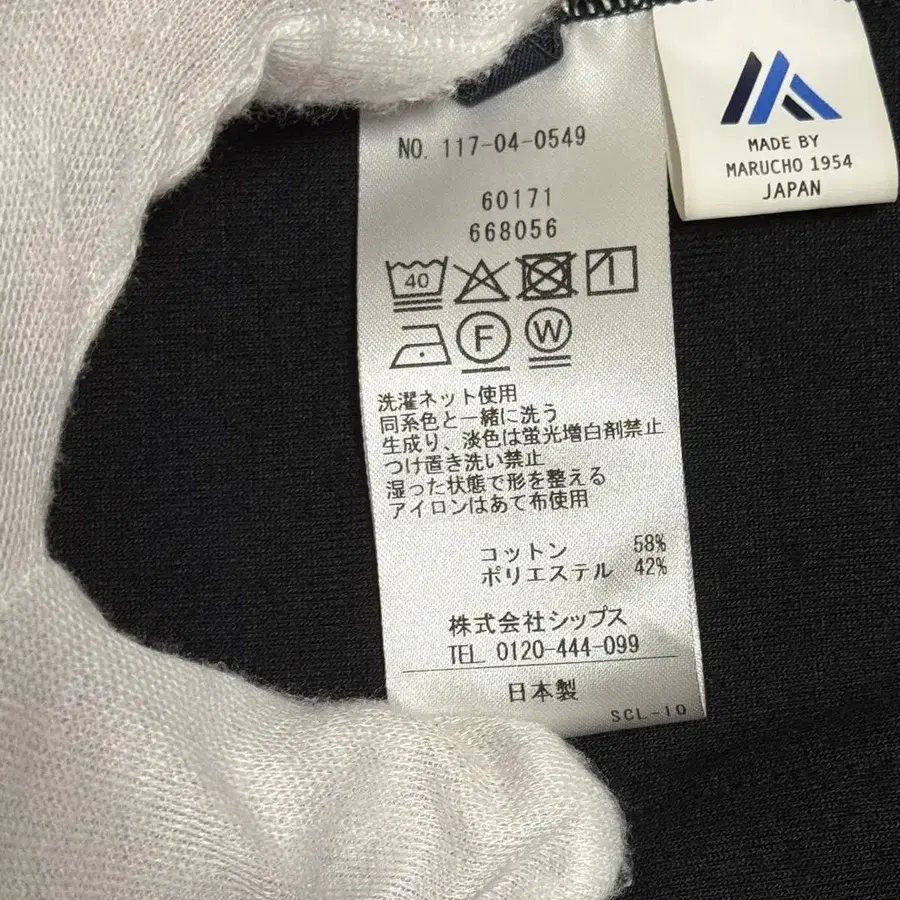 NO. 117-04-0549
60171
668056
40
F
W
洗濯ネット使用
同系色と一緒に洗う
生成り、淡色は蛍光増白剤禁止
つけ置き洗い禁止
湿った状態で形を整える
アイロンはあて布使用
コットン 58%
ポリエステル 42%
株式会社シップス
TEL 0120-444-099
日本製
SCL-10
MADE BY
MARUCHO 1954
JAPAN